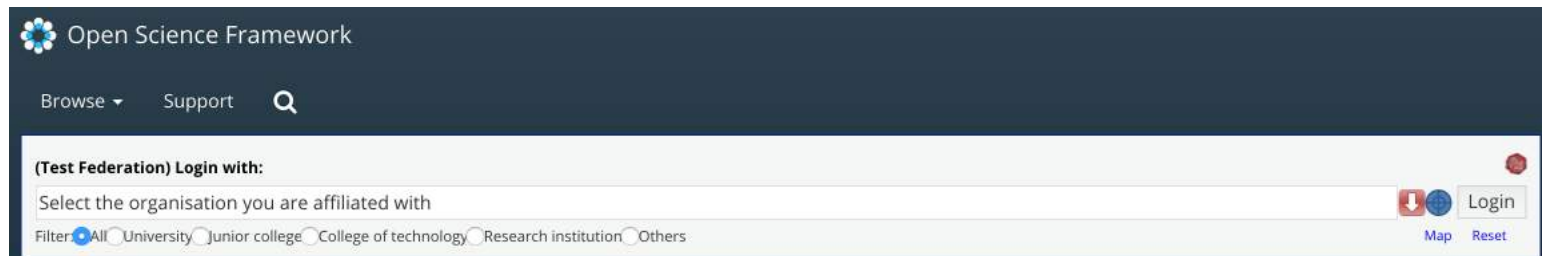 Open Science Framework
Browse Support
(Test Federation) Login with:
Select the organisation you are affiliated with Login
Filter: All University Junior college College of technology Research institution Others Map Reset